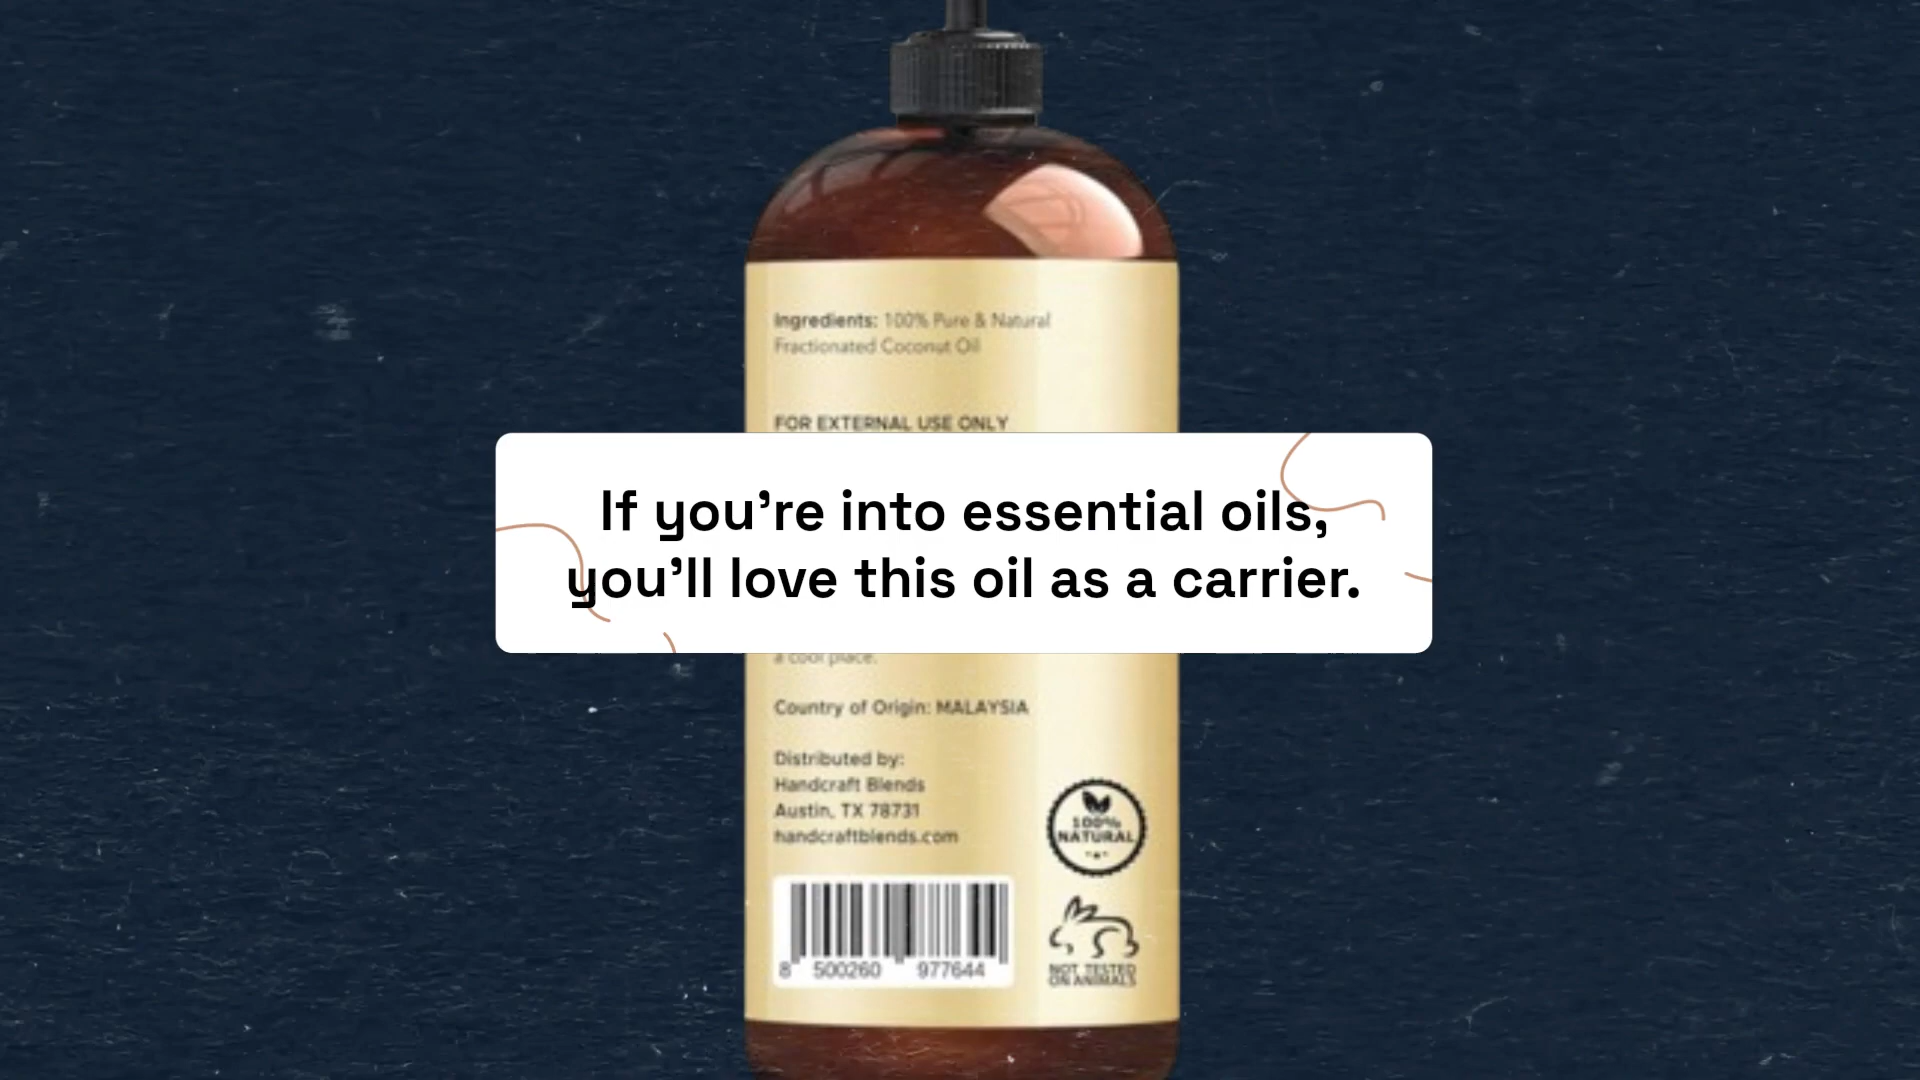 Ingredients: 100% Pure & Natural
Fractionated Coconut Oil
FOR EXTERNAL USE ONLY
If you’re into essential oils,
you’ll love this oil as a carrier.
a cool place.
Country of Origin: MALAYSIA
Distributed by:
Handcraft Blends
Austin, TX 78731
handcraftblends.com
100%
NATURAL
8 500260 977644
NOT TESTED
ON ANIMALS